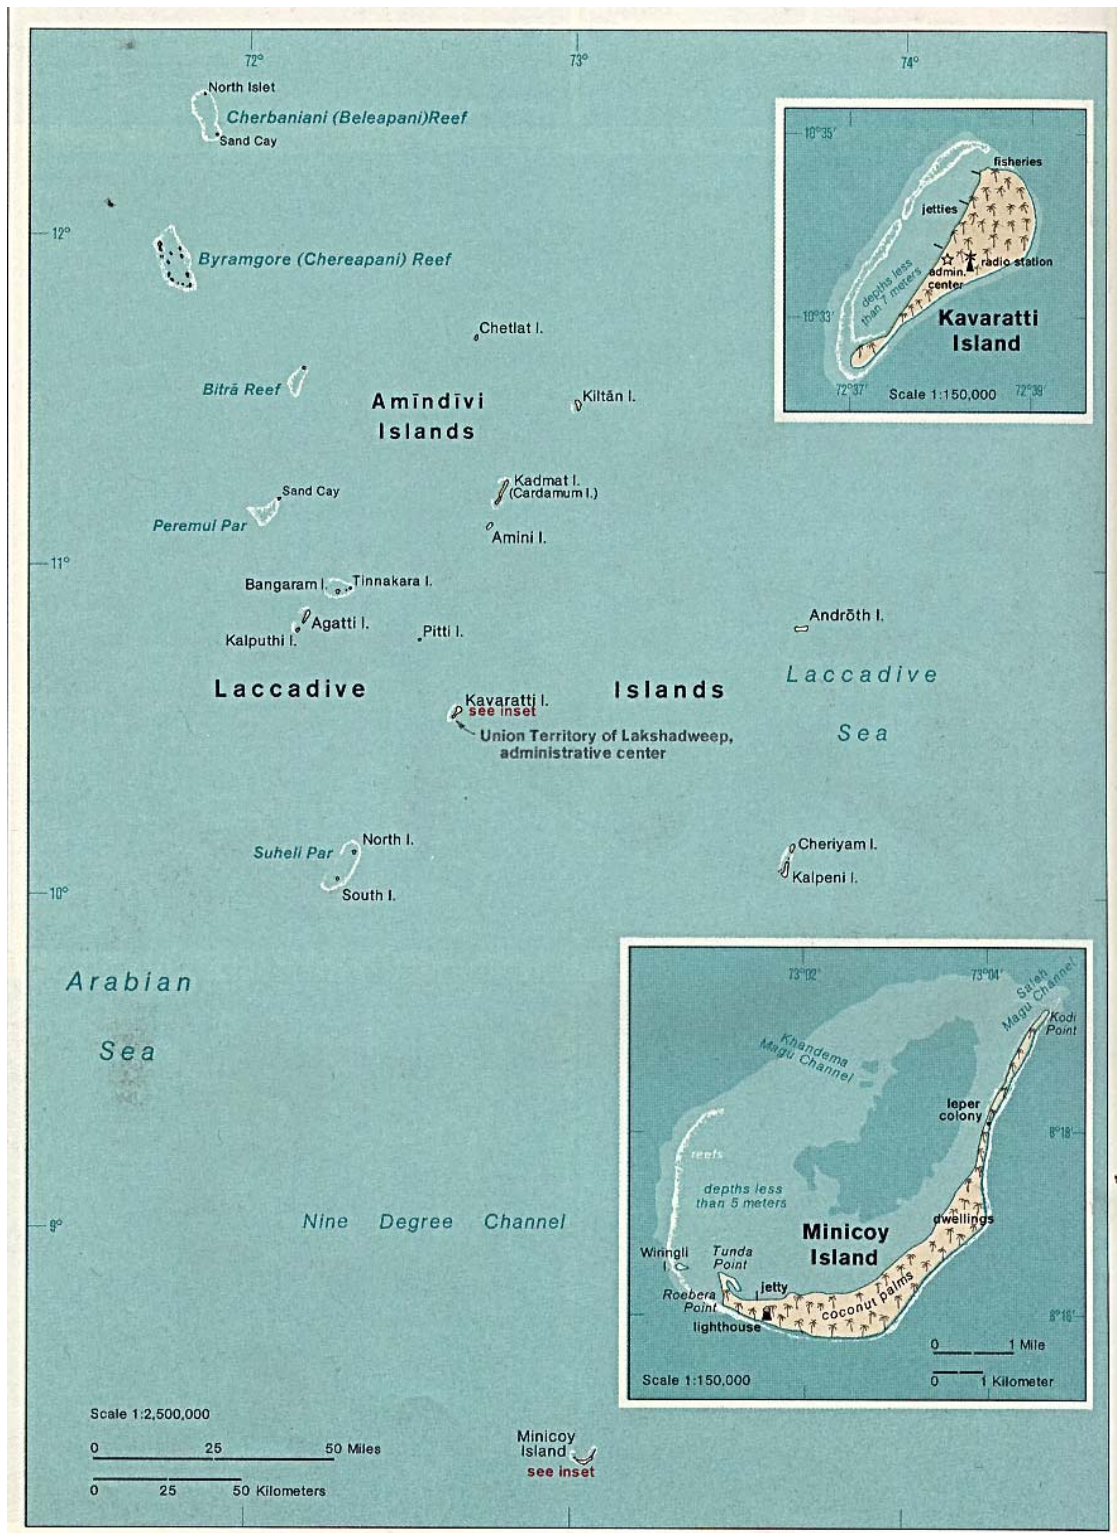 72°
73°
74°
North Islet
Cherbaniani (Beleapani)Reef
Sand Cay
12°
Byramgore (Chereapani) Reef
Chetlat I.
Bitrā Reef
Amīndīvi
Islands
Kiltān I.
Sand Cay
Kadmat I.
(Cardamum I.)
Peremul Par
Amini I.
11°
Bangaram I.
Tinnakara I.
Agatti I.
Kalputhi I.
Pitti I.
Andrōth I.
Laccadive
Islands
Laccadive
Sea
Kavaratti I.
see inset
Union Territory of Lakshadweep,
administrative center
Suheli Par
North I.
South I.
Cheriyam I.
Kalpeni I.
10°
Arabian
Sea
9°
Nine Degree Channel
Scale 1:2,500,000
0 25 50 Miles
0 25 50 Kilometers
Minicoy
Island
see inset
10°35'
fisheries
jetties
radio station
admin.
center
depths less
than 7 meters
10°33'
Kavaratti
Island
72°37'
72°39'
Scale 1:150,000
73°02'
73°04'
Saleh
Magu Channel
Kodi
Point
Khandema
Magu Channel
leper
colony
8°18'
reefs
depths less
than 5 meters
dwellings
Minicoy
Island
Wiringli
I.
Tunda
Point
jetty
Roebera
Point
coconut palms
lighthouse
8°16'
0 1 Mile
Scale 1:150,000
0 1 Kilometer